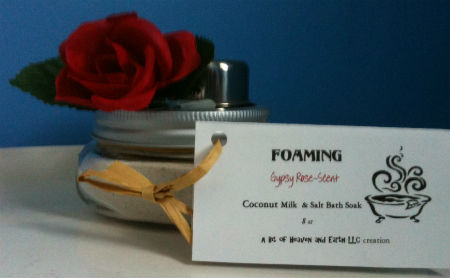 FOAMING
Gypsy Rose-Scent
Coconut Milk & Salt Bath Soak
8 oz
A Bit of Heaven and Earth LLC creation